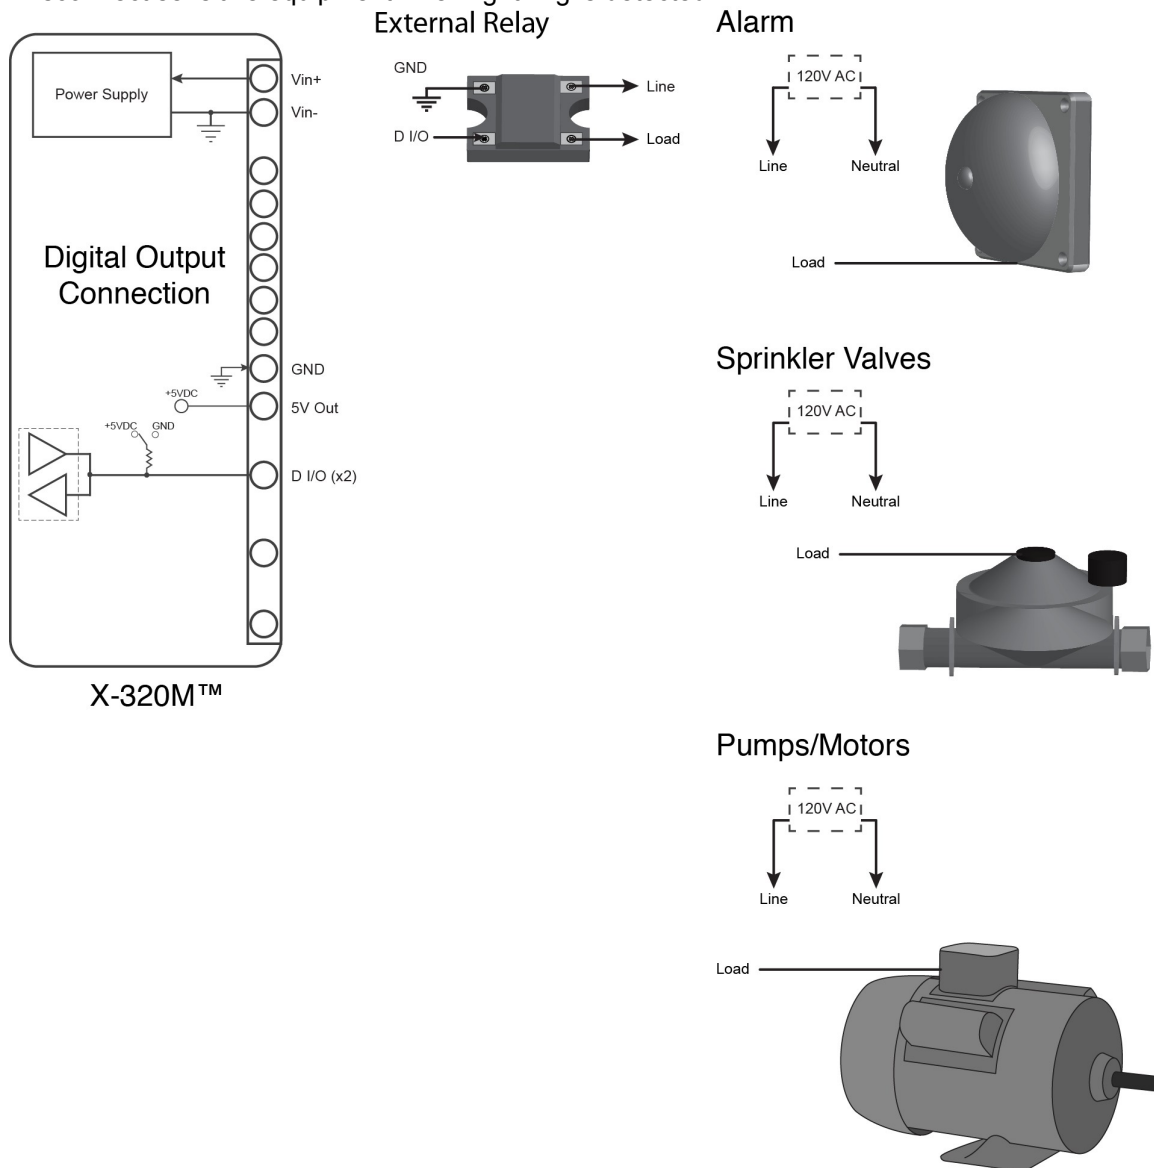 External Relay
Alarm
Power Supply
Vin+
Vin-
Digital Output
Connection
GND
+5VDC
5V Out
+5VDC
GND
D I/O (x2)
X-320M™
GND
D I/O
Line
Load
120V AC
Line
Neutral
Load
Sprinkler Valves
120V AC
Line
Neutral
Load
Pumps/Motors
120V AC
Line
Neutral
Load